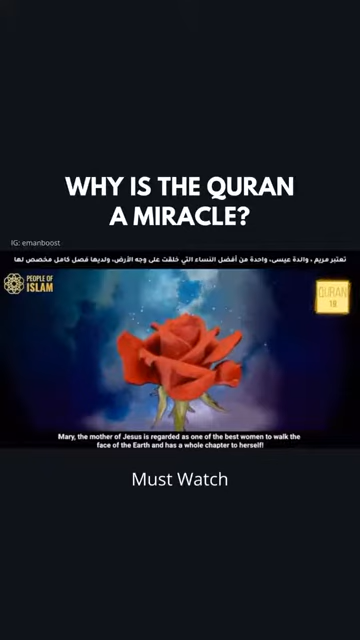 WHY IS THE QURAN
A MIRACLE?
IG: emanboost
تعتبر مريم ، والدة عيسى، واحدة من أفضل النساء التي خلقت على وجه الأرض، ولديها فصل كامل مخصص لها
PEOPLE OF
ISLAM
QURAN
19
Mary, the mother of Jesus is regarded as one of the best women to walk the
face of the Earth and has a whole chapter to herself!
Must Watch